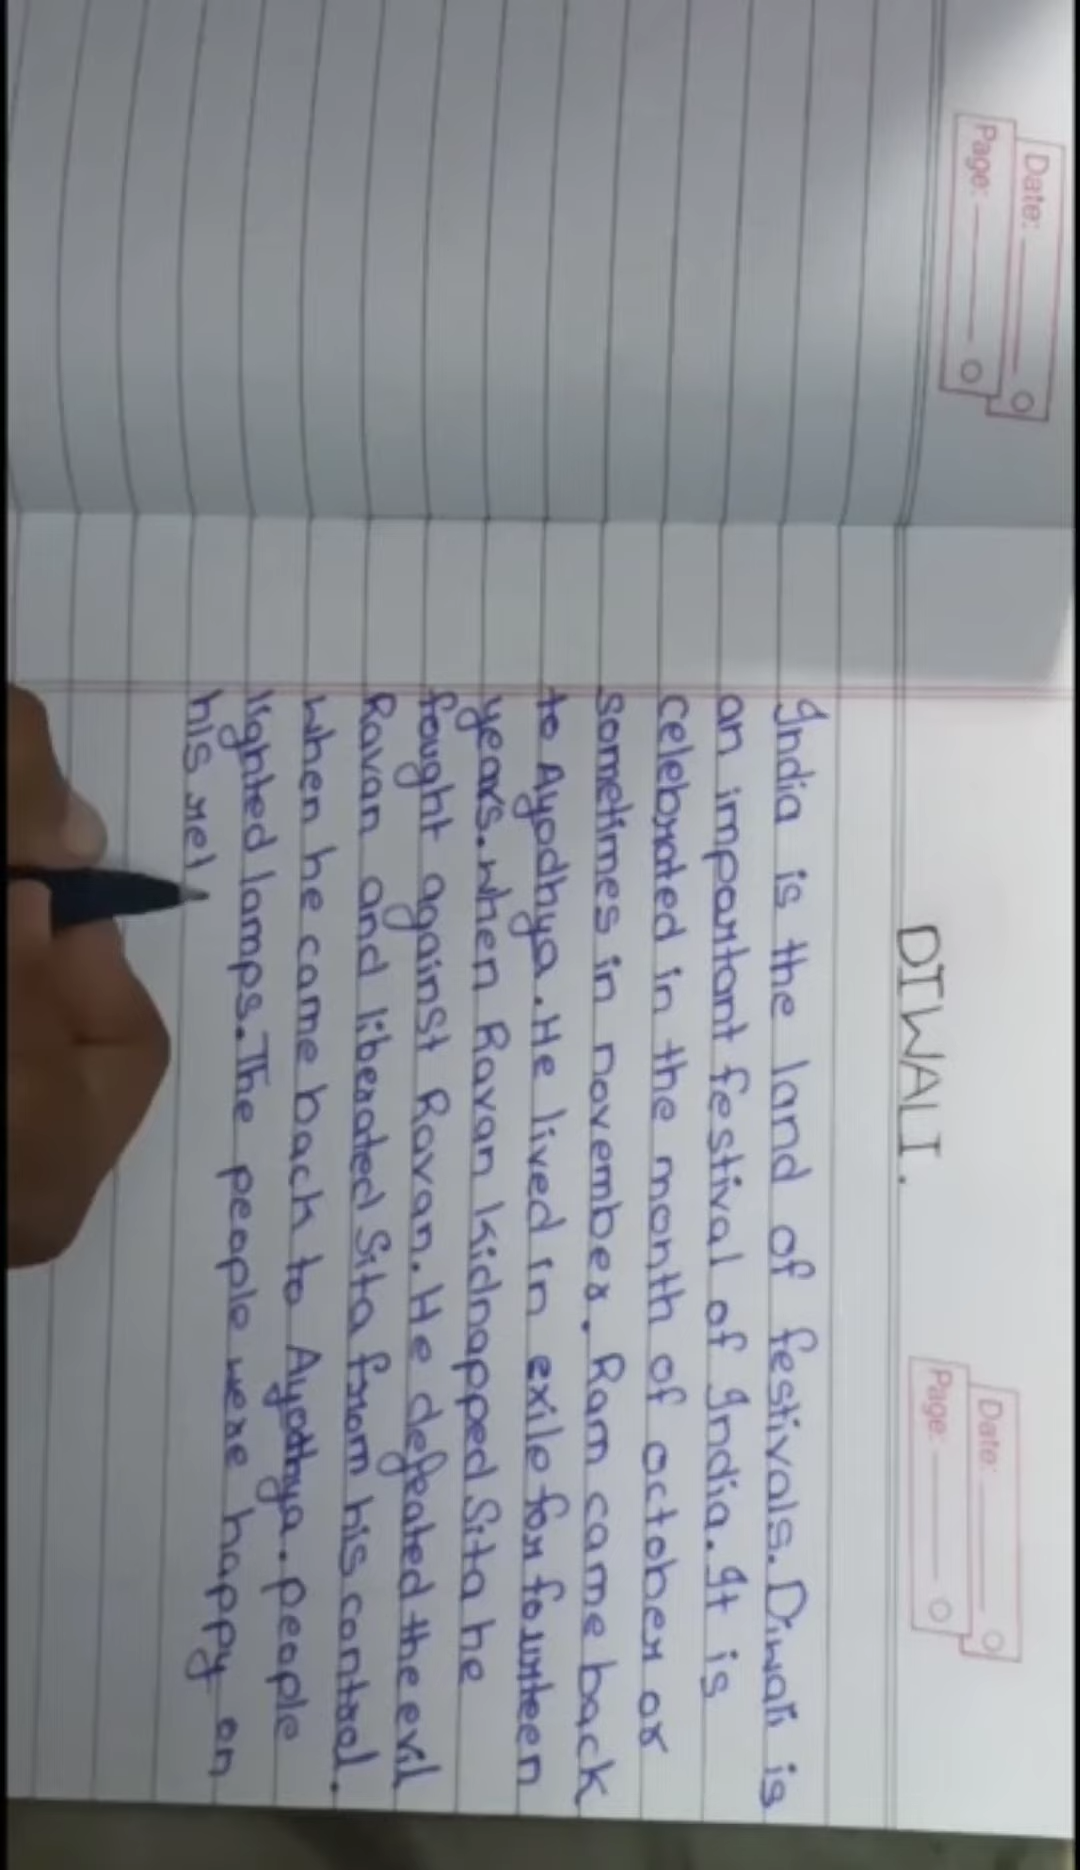 Date:
Page:
Date:
Page:
DIWALI.
India is the land of festivals. Diwali is
an important festival of India. It is
celebrated in the month of october or
sometimes in november. Ram came back
to Ayodhya. He lived in exile for fourteen
years. when Ravan kidnapped Sita he
fought against Ravan. He defeated the evil
Ravan and liberated Sita from his control.
when he came back to Ayothya. people
lighted lamps. The people were happy on
his ret